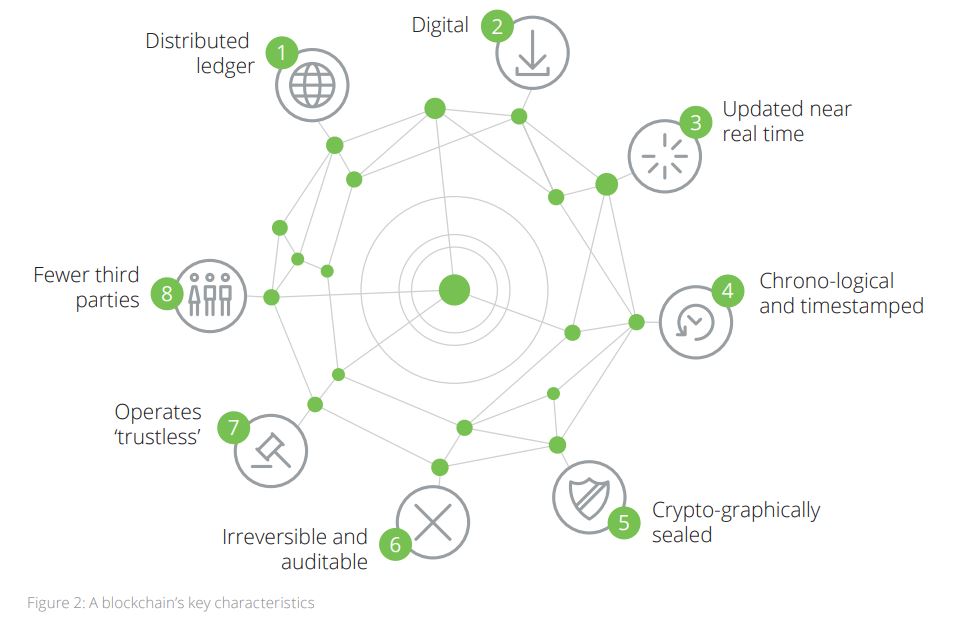 1
Distributed
ledger
2
Digital
3
Updated near
real time
4
Chrono-logical
and timestamped
5
Crypto-graphically
sealed
6
Irreversible and
auditable
7
Operates
‘trustless’
8
Fewer third
parties
Figure 2: A blockchain’s key characteristics